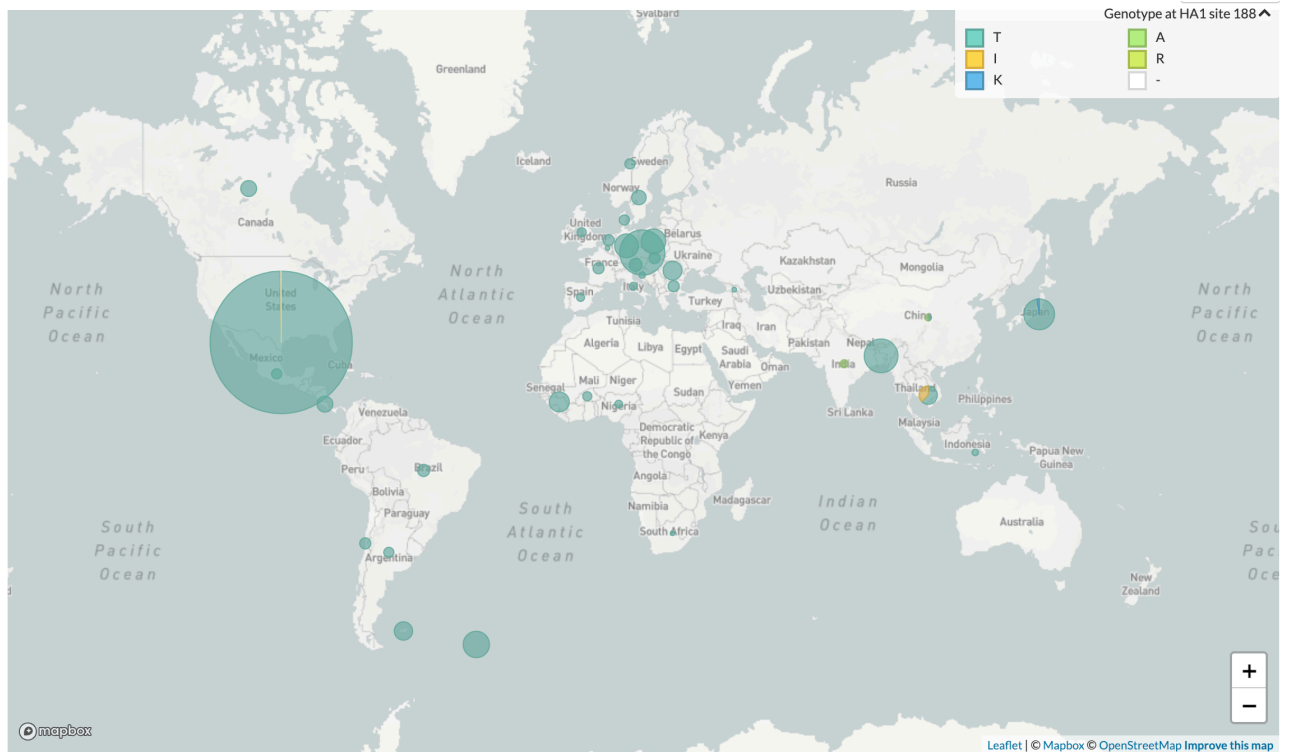 Svalbard
Genotype at HA1 site 188
T
A
I
R
K
-
Greenland
Iceland
Sweden
Norway
Russia
Canada
United
Kingdom
Belarus
Ukraine
France
Kazakhstan
Mongolia
North
Atlantic
Ocean
North
Pacific
Ocean
North
Pacific
Ocean
United
States
Spain
Italy
Turkey
Uzbekistan
China
Japan
Tunisia
Iraq
Iran
Algeria
Libya
Egypt
Saudi
Arabia
Pakistan
Nepal
Oman
India
Mexico
Cuba
Senegal
Mali
Niger
Sudan
Yemen
Thailand
Philippines
Nigeria
Sri Lanka
Venezuela
Malaysia
Democratic
Republic of
the Congo
Kenya
Ecuador
Indonesia
Papua New
Guinea
Peru
Brazil
Angola
Bolivia
Madagascar
Namibia
Paraguay
South
Atlantic
Ocean
Indian
Ocean
South
Pacific
Ocean
Australia
South Africa
Argentina
New
Zealand
+
−
mapbox
Leaflet | © Mapbox © OpenStreetMap Improve this map